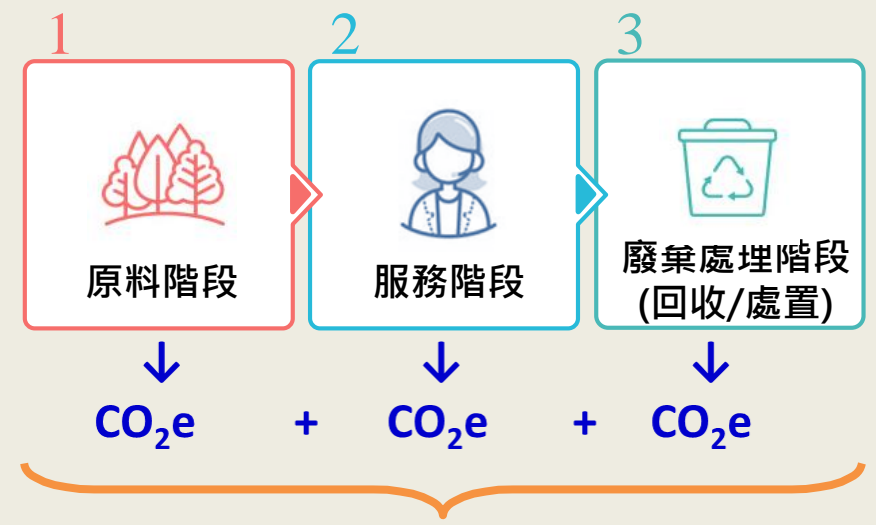 1
2
3
原料階段
服務階段
廢棄處理階段
(回收/處置)
↓ ↓ ↓
CO₂e + CO₂e + CO₂e